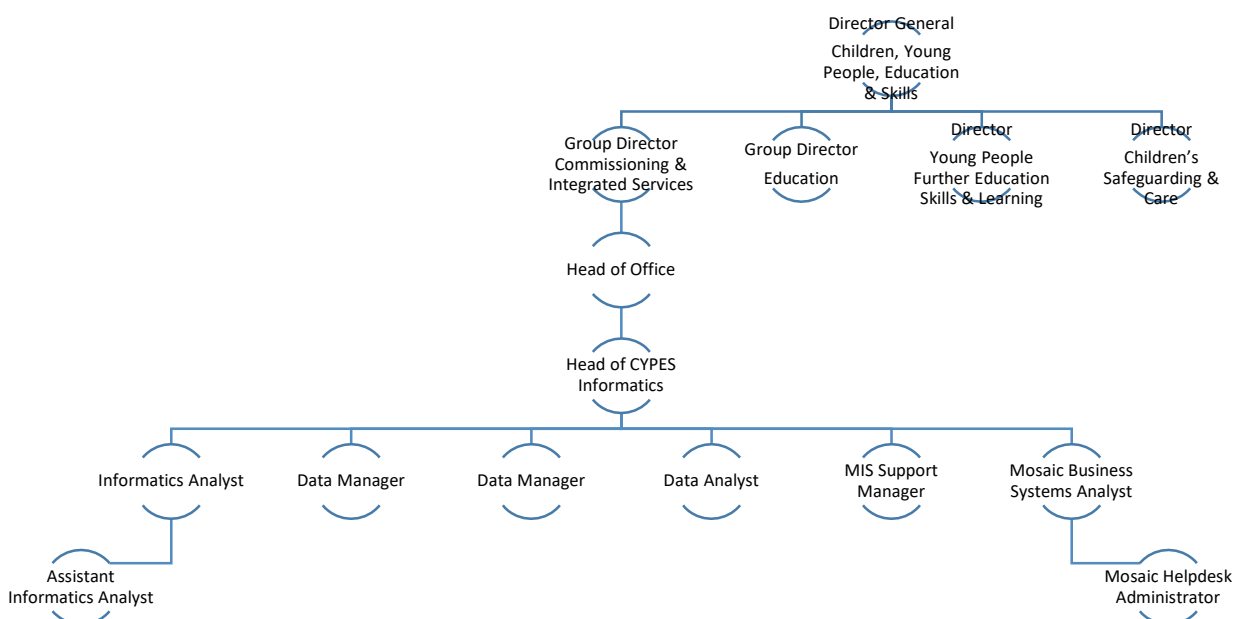 Director General
Children, Young
People, Education
& Skills
Group Director
Commissioning &
Integrated Services
Group Director
Education
Director
Young People
Further Education
Skills & Learning
Director
Children’s
Safeguarding &
Care
Head of Office
Head of CYPES
Informatics
Informatics Analyst
Data Manager
Data Manager
Data Analyst
MIS Support
Manager
Mosaic Business
Systems Analyst
Assistant
Informatics Analyst
Mosaic Helpdesk
Administrator